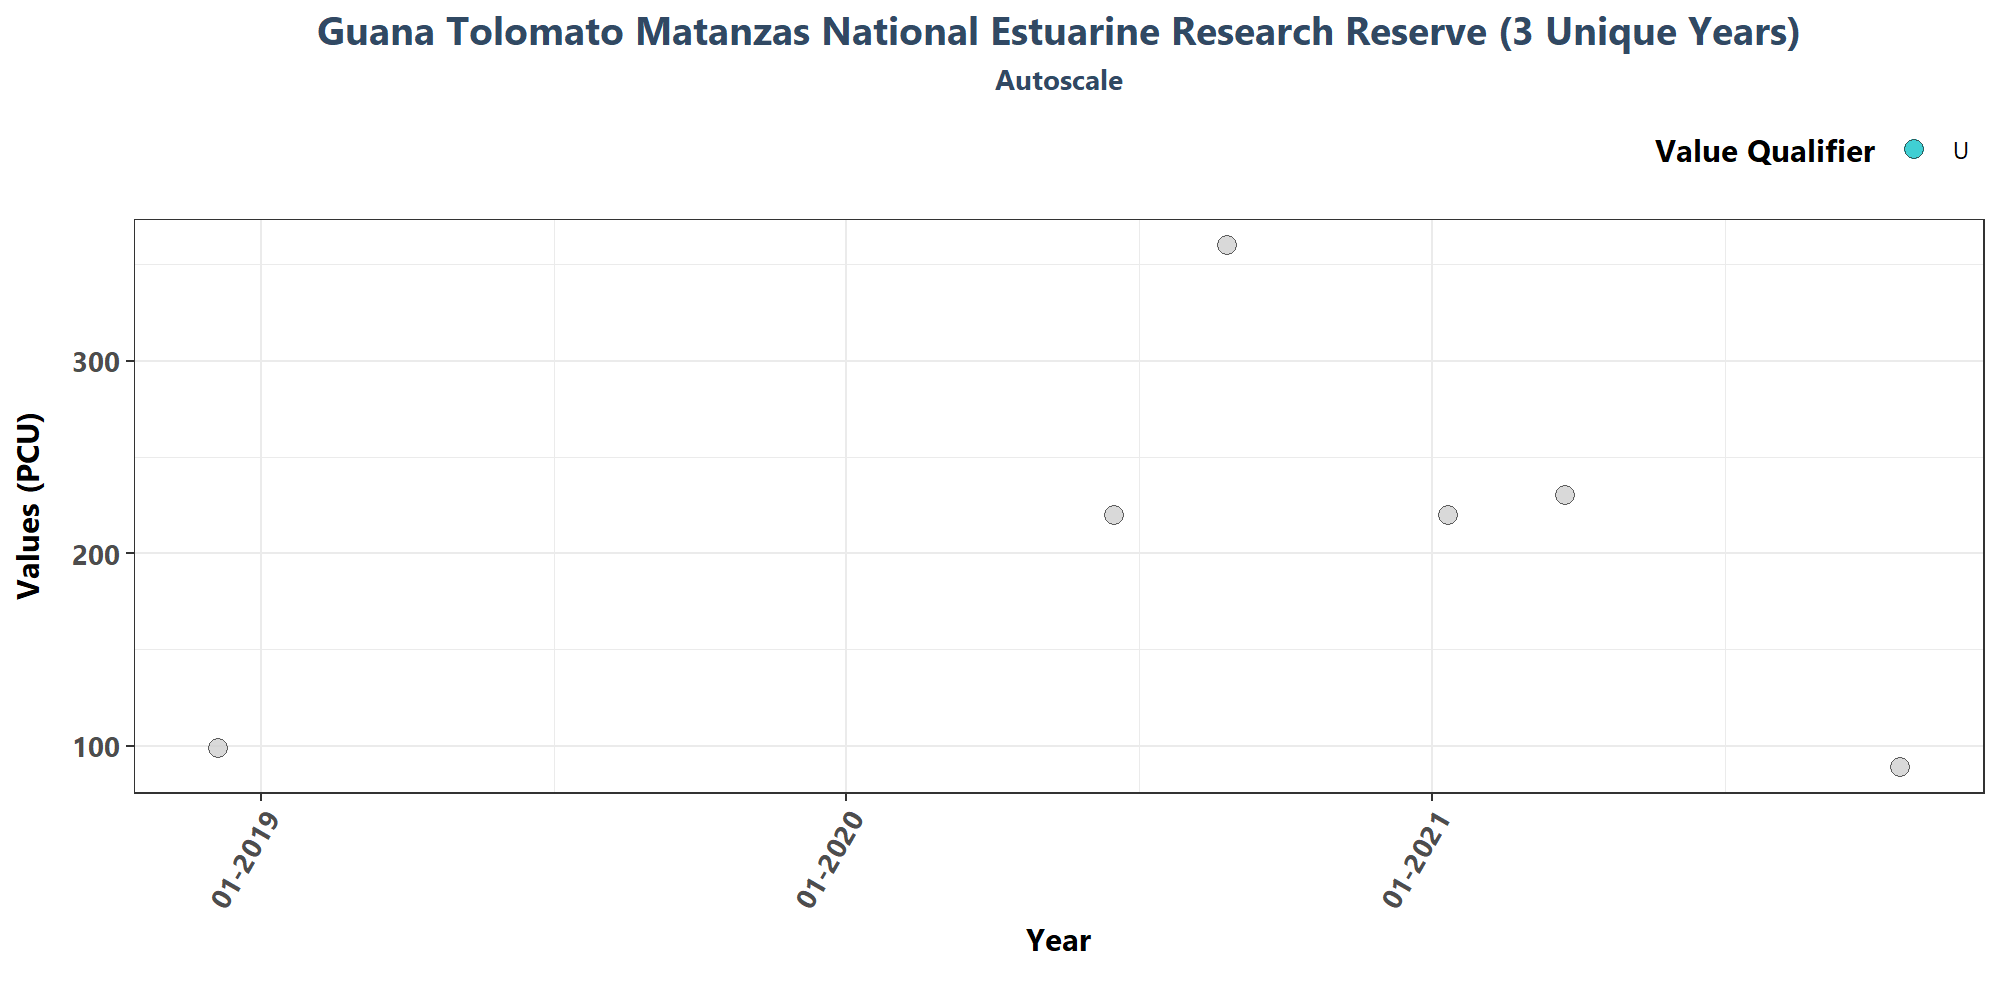 Guana Tolomato Matanzas National Estuarine Research Reserve (3 Unique Years)
Autoscale
Value Qualifier U
Values (PCU)
300
200
100
01-2019
01-2020
01-2021
Year